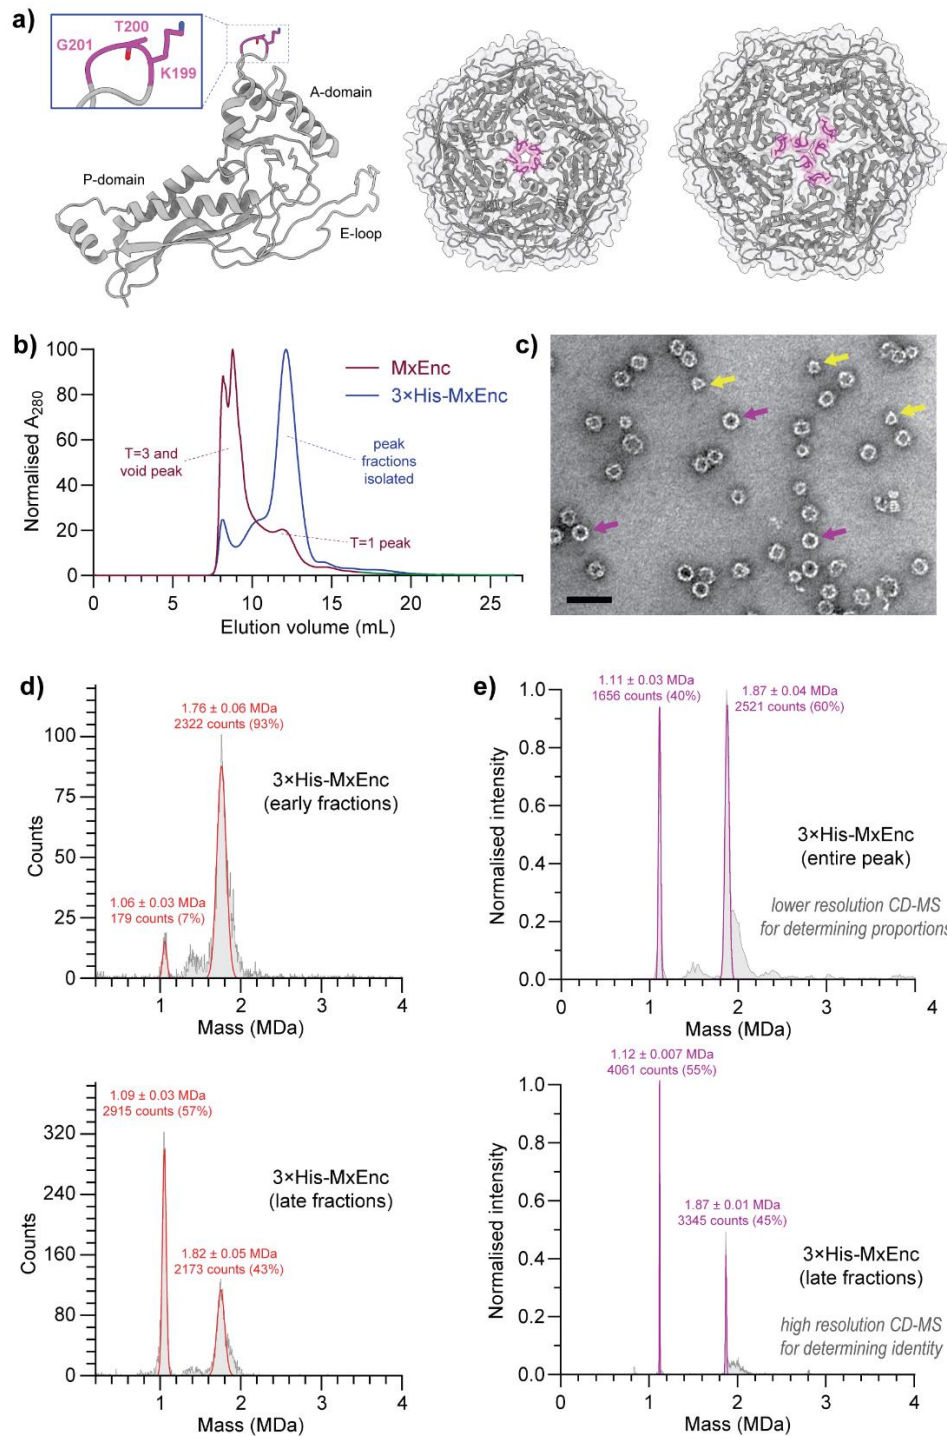 a)
T200
G201
K199
A-domain
P-domain
E-loop
b)
100
80
60
40
20
0
Normalised A280
MxEnc
3×His-MxEnc
T=3 and
void peak
peak
fractions
isolated
T=1 peak
0
5
10
15
20
25
Elution volume (mL)
c)
d)
1.76 ± 0.06 MDa
2322 counts (93%)
100
75
50
25
0
Counts
3×His-MxEnc
(early fractions)
1.06 ± 0.03 MDa
179 counts (7%)
1
2
3
4
Mass (MDa)
1.09 ± 0.03 MDa
2915 counts (57%)
320
240
160
80
0
Counts
3×His-MxEnc
(late fractions)
1.82 ± 0.05 MDa
2173 counts (43%)
1
2
3
4
Mass (MDa)
e)
1.11 ± 0.03 MDa
1656 counts (40%)
1.87 ± 0.04 MDa
2521 counts (60%)
1.0
0.8
0.6
0.4
0.2
0.0
Normalised intensity
3×His-MxEnc
(entire peak)
lower resolution CD-MS
for determining proportions
0
1
2
3
4
Mass (MDa)
1.12 ± 0.007 MDa
4061 counts (55%)
1.0
0.8
0.6
0.4
0.2
0.0
Normalised intensity
1.87 ± 0.01 MDa
3345 counts (45%)
3×His-MxEnc
(late fractions)
high resolution CD-MS
for determining identity
0
1
2
3
4
Mass (MDa)